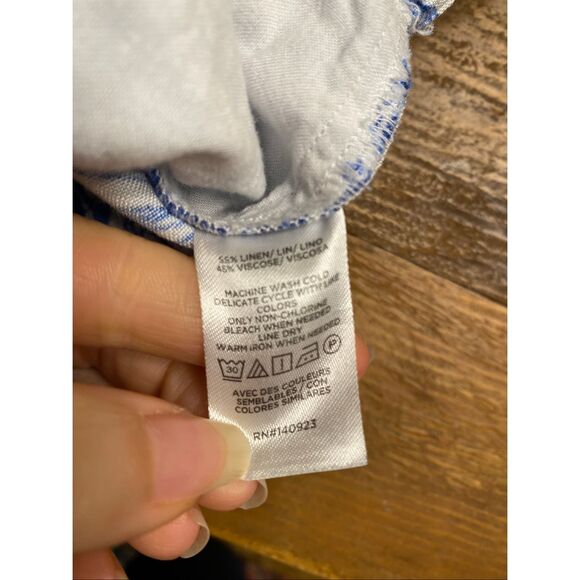 55% LINEN/ LIN/ LINO
45% VISCOSE/ VISCOSA
MACHINE WASH COLD
DELICATE CYCLE WITH LIKE
COLORS
ONLY NON-CHLORINE
BLEACH WHEN NEEDED
LINE DRY
WARM IRON WHEN NEEDED
30 P
AVEC DES COULEURS
SEMBLABLES / CON
COLORES SIMILARES
RN#140923